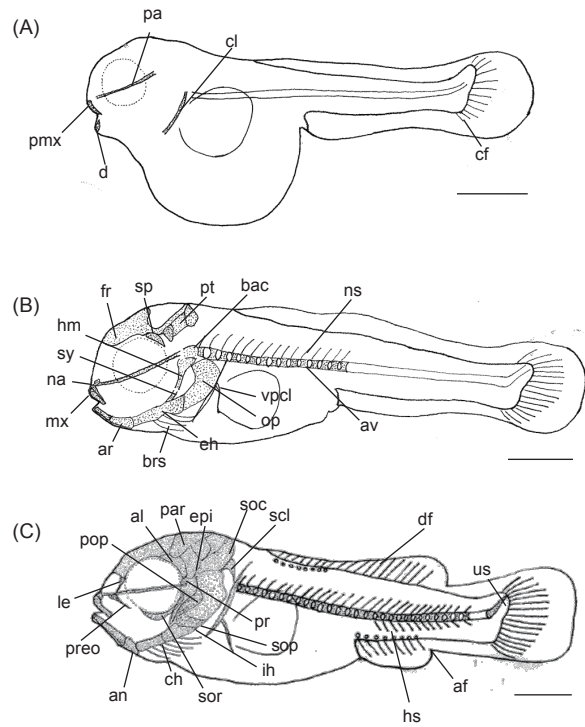 (A)
pa
cl
pmx
d
cf
(B)
fr
sp
pt
bac
ns
hm
sy
na
mx
ar
brs
eh
op
vpcl
av
(C)
pop
al
par
epi
soc
scl
df
us
le
preo
an
ch
sor
ih
sop
pr
hs
af